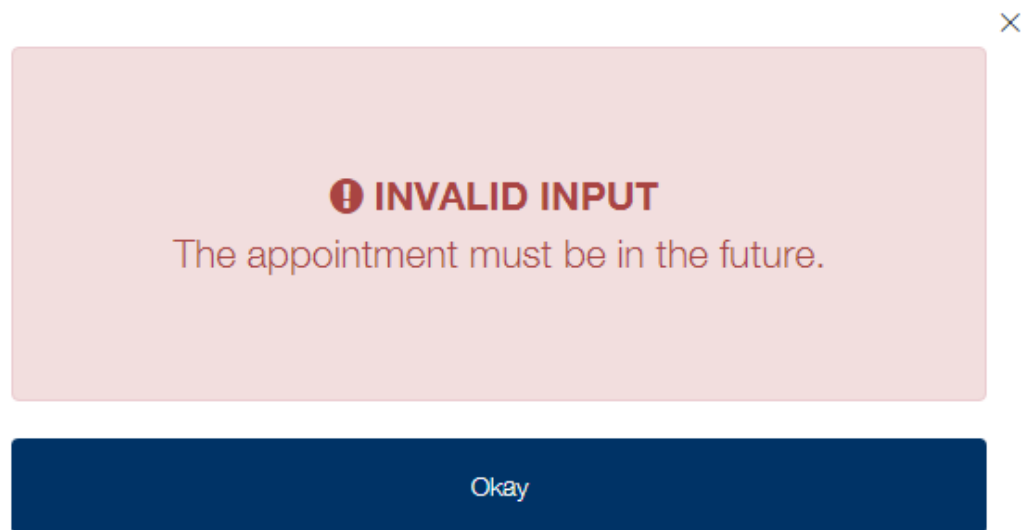 INVALID INPUT
The appointment must be in the future.
Okay